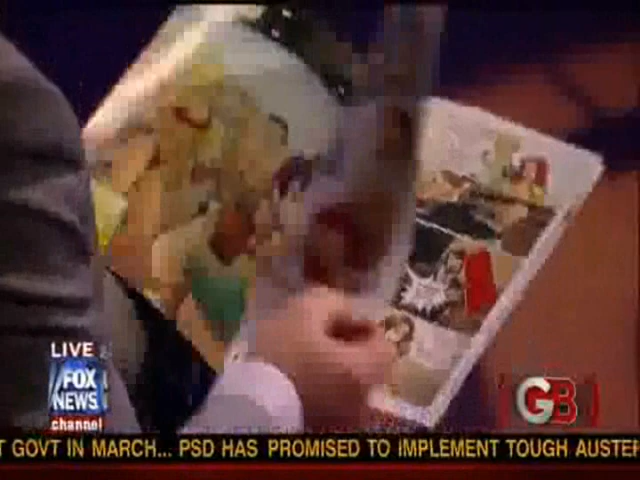 LIVE
FOX
NEWS
channel
GB
T GOVT IN MARCH... PSD HAS PROMISED TO IMPLEMENT TOUGH AUSTE